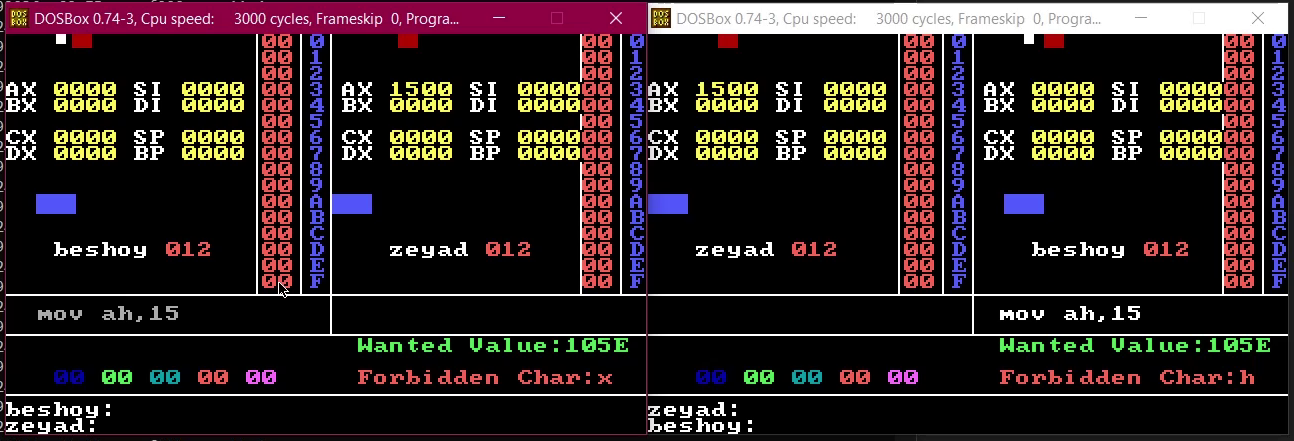 DOSBox 0.74-3, Cpu speed: 3000 cycles, Frameskip 0, Progra...
00 0 00 0
00 1 00 1
00 2 00 2
AX 0000 SI 0000 00 3 AX 1500 SI 0000 00 3
BX 0000 DI 0000 00 4 BX 0000 DI 0000 00 4
00 5 00 5
CX 0000 SP 0000 00 6 CX 0000 SP 0000 00 6
DX 0000 BP 0000 00 7 DX 0000 BP 0000 00 7
00 8 00 8
00 9 00 9
00 A 00 A
00 B 00 B
00 C 00 C
beshoy 012 00 D zeyad 012 00 D
00 E 00 E
00 F 00 F
mov ah,15
Wanted Value:105E
00 00 00 00 00 Forbidden Char:x
beshoy:
zeyad:
DOSBox 0.74-3, Cpu speed: 3000 cycles, Frameskip 0, Progra...
00 0 00 0
00 1 00 1
00 2 00 2
AX 1500 SI 0000 00 3 AX 0000 SI 0000 00 3
BX 0000 DI 0000 00 4 BX 0000 DI 0000 00 4
00 5 00 5
CX 0000 SP 0000 00 6 CX 0000 SP 0000 00 6
DX 0000 BP 0000 00 7 DX 0000 BP 0000 00 7
00 8 00 8
00 9 00 9
00 A 00 A
00 B 00 B
00 C 00 C
zeyad 012 00 D beshoy 012 00 D
00 E 00 E
00 F 00 F
mov ah,15
Wanted Value:105E
00 00 00 00 00 Forbidden Char:h
zeyad:
beshoy: